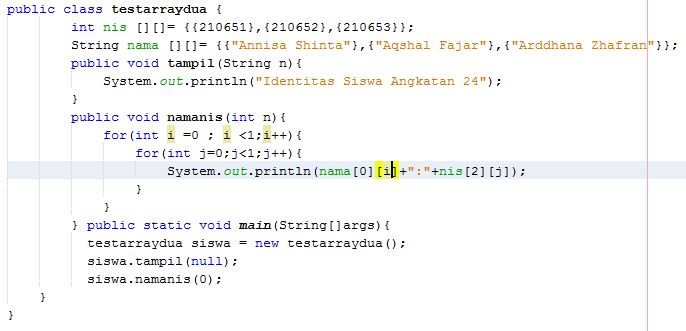 public class testarraydua {
int nis [][]= {{210651},{210652},{210653}};
String nama [][]= {{"Annisa Shinta"},{"Aqshal Fajar"},{"Arddhana Zhafran"}};
public void tampil(String n){
System.out.println("Identitas Siswa Angkatan 24");
}
public void namanis(int n){
for(int i =0 ; i <1;i++){
for(int j=0;j<1;j++){
System.out.println(nama[0][i]+":"+nis[2][j]);
}
}
} public static void main(String[]args){
testarraydua siswa = new testarraydua();
siswa.tampil(null);
siswa.namanis(0);
}
}